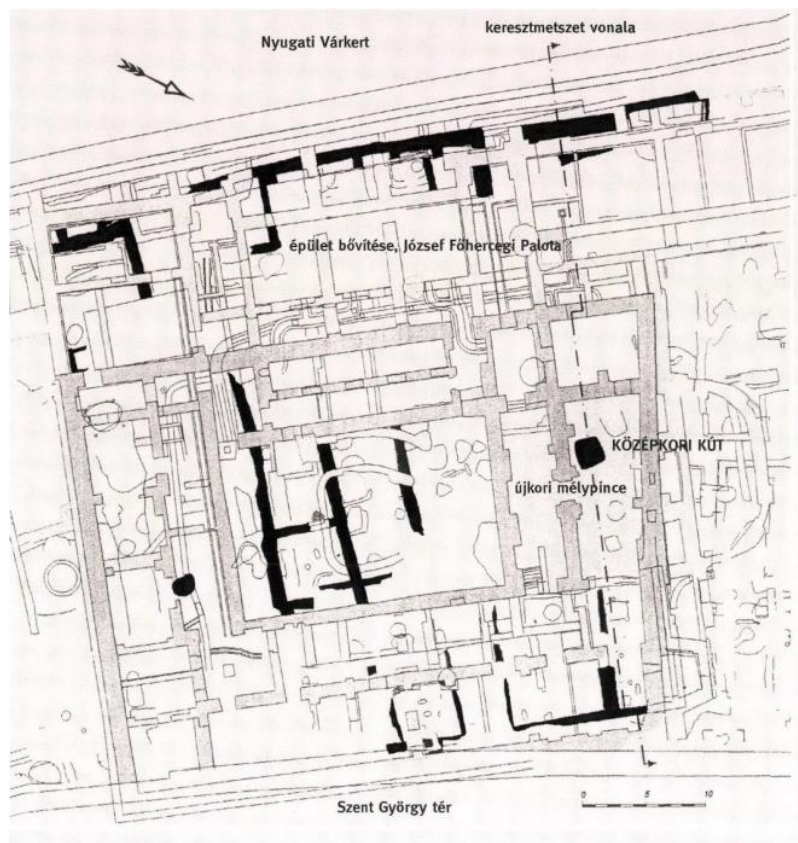 keresztmetszet vonala
Nyugati Várkert
épület bővítése, József Főhercegi Palota
KÖZÉPKORI KÚT
újkori mélypince
0 5 10
Szent György tér